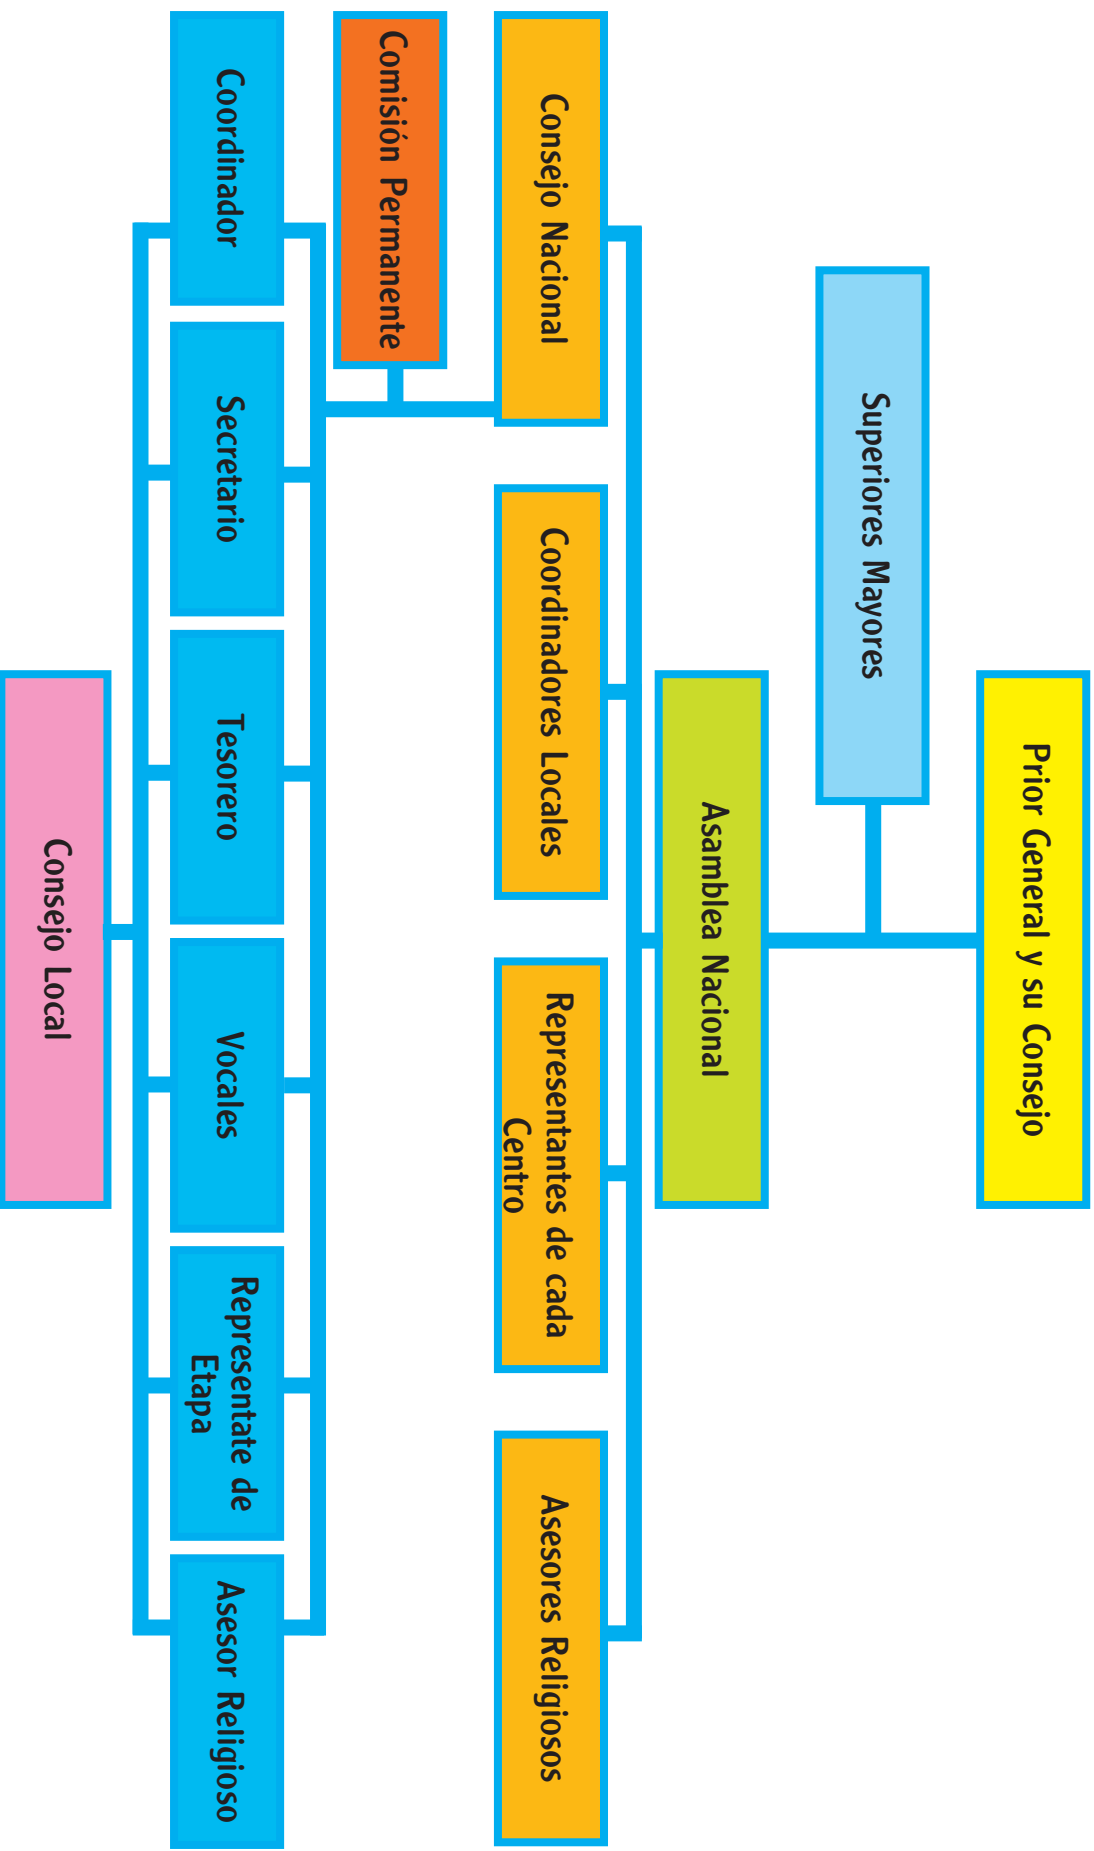 Prior General y su Consejo
Superiores Mayores
Asamblea Nacional
Consejo Nacional
Coordinadores Locales
Representantes de cada
Centro
Asesores Religiosos
Comisión Permanente
Coordinador
Secretario
Tesorero
Vocales
Representate de
Etapa
Asesor Religioso
Consejo Local